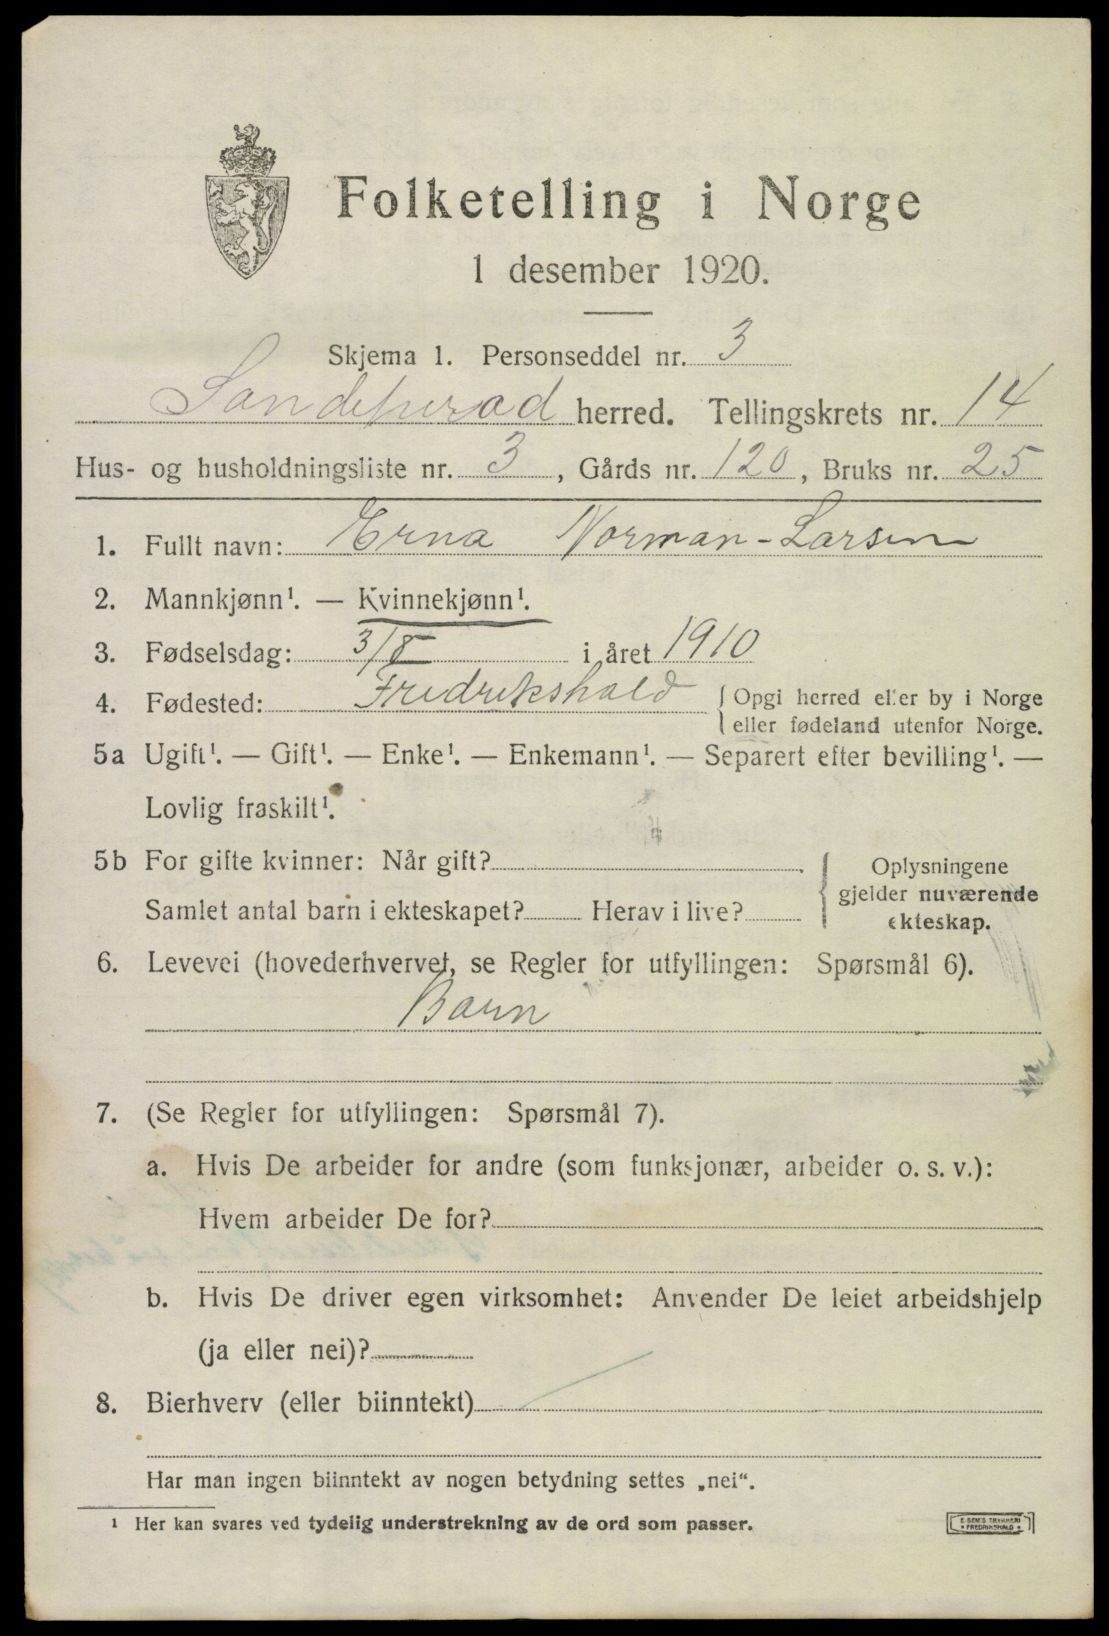 Folketelling i Norge
1 desember 1920.
Skjema 1. Personseddel nr. 3
Sandeherad herred. Tellingskrets nr. 14
Hus- og husholdningsliste nr. 3, Gårds nr. 120, Bruks nr. 25
1. Fullt navn: Erna Norman-Larsen
2. Mannkjønn¹. — Kvinnekjønn¹.
3. Fødselsdag: 3/8 i året 1910
4. Fødested: Fredrikshald { Opgi herred eller by i Norge
eller fødeland utenfor Norge.
5a Ugift¹. — Gift¹. — Enke¹. — Enkemann¹. — Separert efter bevilling¹. —
Lovlig fraskilt¹.
5b For gifte kvinner: Når gift?
Samlet antal barn i ekteskapet? Herav i live?
{ Oplysningene
gjelder nuværende
ekteskap.
6. Levevei (hovederhvervet, se Regler for utfyllingen: Spørsmål 6).
Barn
7. (Se Regler for utfyllingen: Spørsmål 7).
a. Hvis De arbeider for andre (som funksjonær, arbeider o. s. v.):
Hvem arbeider De for?
b. Hvis De driver egen virksomhet: Anvender De leiet arbeidshjelp
(ja eller nei)?
8. Bierhverv (eller biinntekt)
Har man ingen biinntekt av nogen betydning settes „nei“.
¹ Her kan svares ved tydelig understrekning av de ord som passer.
E. SEM'S TRYKKERI
FREDRIKSHALD